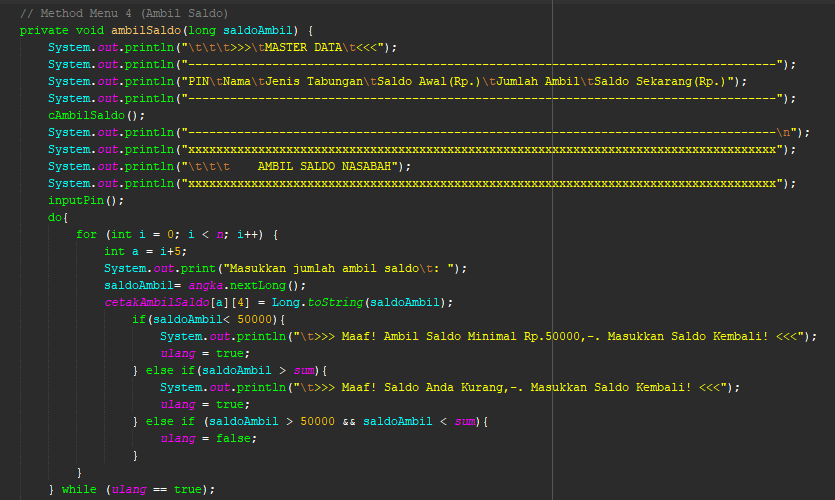 // Method Menu 4 (Ambil Saldo)
private void ambilSaldo(long saldoAmbil) {
System.out.println("\t\t\t>>>\tMASTER DATA\t<<<");
System.out.println("------------------------------------------------------------------------------------");
System.out.println("PIN\tNama\tJenis Tabungan\tSaldo Awal(Rp.)\tJumlah Ambil\tSaldo Sekarang(Rp.)");
System.out.println("------------------------------------------------------------------------------------");
cAmbilSaldo();
System.out.println("------------------------------------------------------------------------------------\n");
System.out.println("xxxxxxxxxxxxxxxxxxxxxxxxxxxxxxxxxxxxxxxxxxxxxxxxxxxxxxxxxxxxxxxxxxxxxxxxxxxxxxxxxxxx");
System.out.println("\t\t\t    AMBIL SALDO NASABAH");
System.out.println("xxxxxxxxxxxxxxxxxxxxxxxxxxxxxxxxxxxxxxxxxxxxxxxxxxxxxxxxxxxxxxxxxxxxxxxxxxxxxxxxxxxx");
inputPin();
do{
for (int i = 0; i < n; i++) {
int a = i+5;
System.out.print("Masukkan jumlah ambil saldo\t: ");
saldoAmbil= angka.nextLong();
cetakAmbilSaldo[a][4] = Long.toString(saldoAmbil);
if(saldoAmbil< 50000){
System.out.println("\t>>> Maaf! Ambil Saldo Minimal Rp.50000,-. Masukkan Saldo Kembali! <<<");
ulang = true;
} else if(saldoAmbil > sum){
System.out.println("\t>>> Maaf! Saldo Anda Kurang,-. Masukkan Saldo Kembali! <<<");
ulang = true;
} else if (saldoAmbil > 50000 && saldoAmbil < sum){
ulang = false;
}
}
} while (ulang == true);